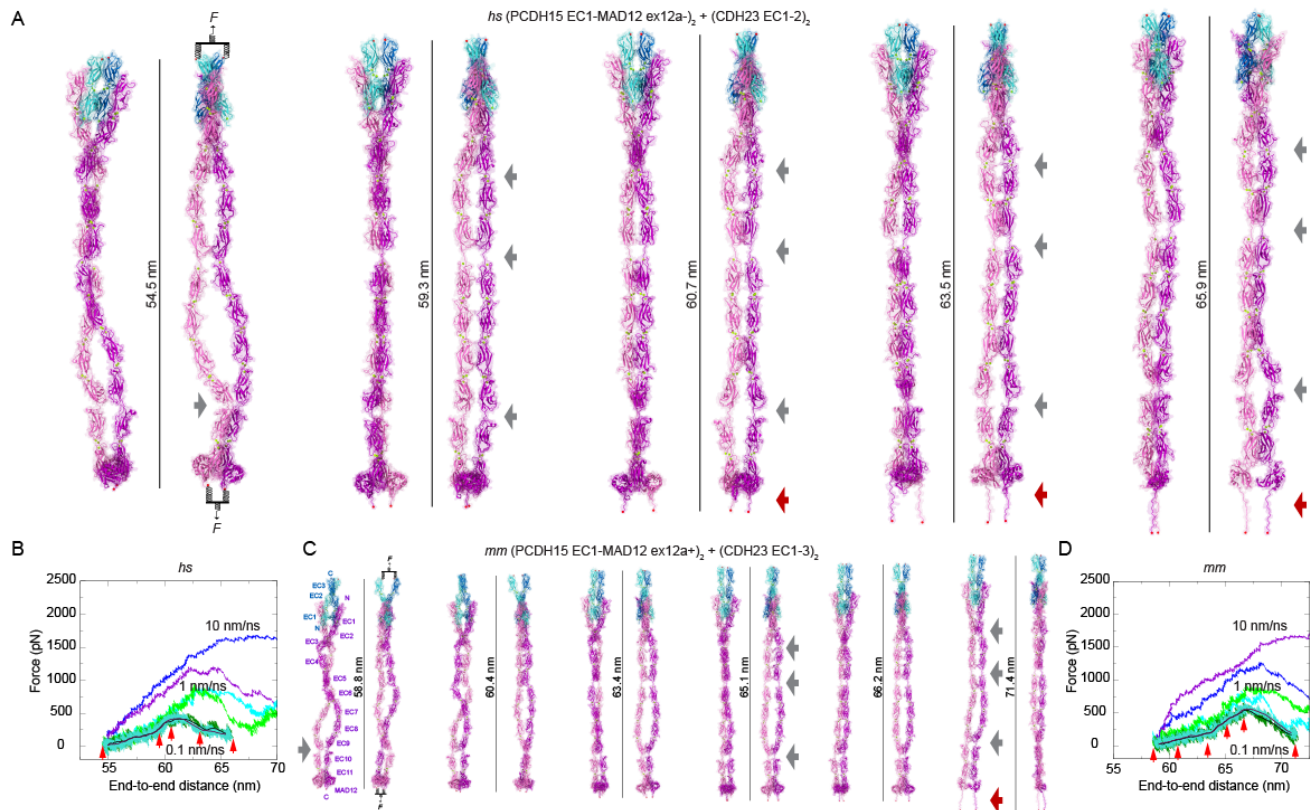 A
hs (PCDH15 EC1-MAD12 ex12a-)2 + (CDH23 EC1-2)2
F
54.5 nm
59.3 nm
60.7 nm
63.5 nm
65.9 nm
F
B
hs
2500
2000
1500
1000
500
0
Force (pN)
10 nm/ns
1 nm/ns
0.1 nm/ns
55 60 65 70
End-to-end distance (nm)
C
mm (PCDH15 EC1-MAD12 ex12a+)2 + (CDH23 EC1-3)2
F
C
EC3
EC2
EC1
N
N
EC1
EC2
EC3
EC4
EC5
EC6
EC7
EC8
EC9
EC10
EC11
MAD12
C
F
58.8 nm
60.4 nm
63.4 nm
65.1 nm
66.2 nm
71.4 nm
D
mm
2500
2000
1500
1000
500
0
Force (pN)
10 nm/ns
1 nm/ns
0.1 nm/ns
55 60 65 70
End-to-end distance (nm)